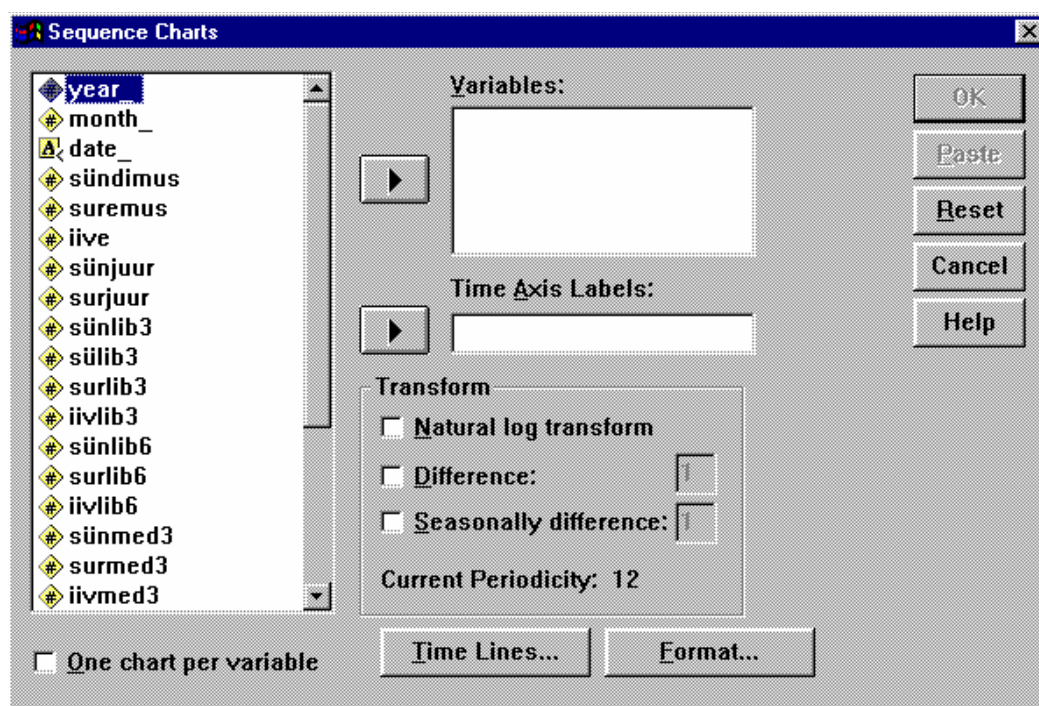 Sequence Charts
year_
month_
date_
sündimus
suremus
iive
sünjuur
surjuur
sünlib3
sülib3
surlib3
iivlib3
sünlib6
surlib6
iivlib6
sünmed3
surmed3
iivmed3
One chart per variable
Variables:
Time Axis Labels:
Transform
Natural log transform
Difference: 1
Seasonally difference: 1
Current Periodicity: 12
Time Lines... Format...
OK
Paste
Reset
Cancel
Help